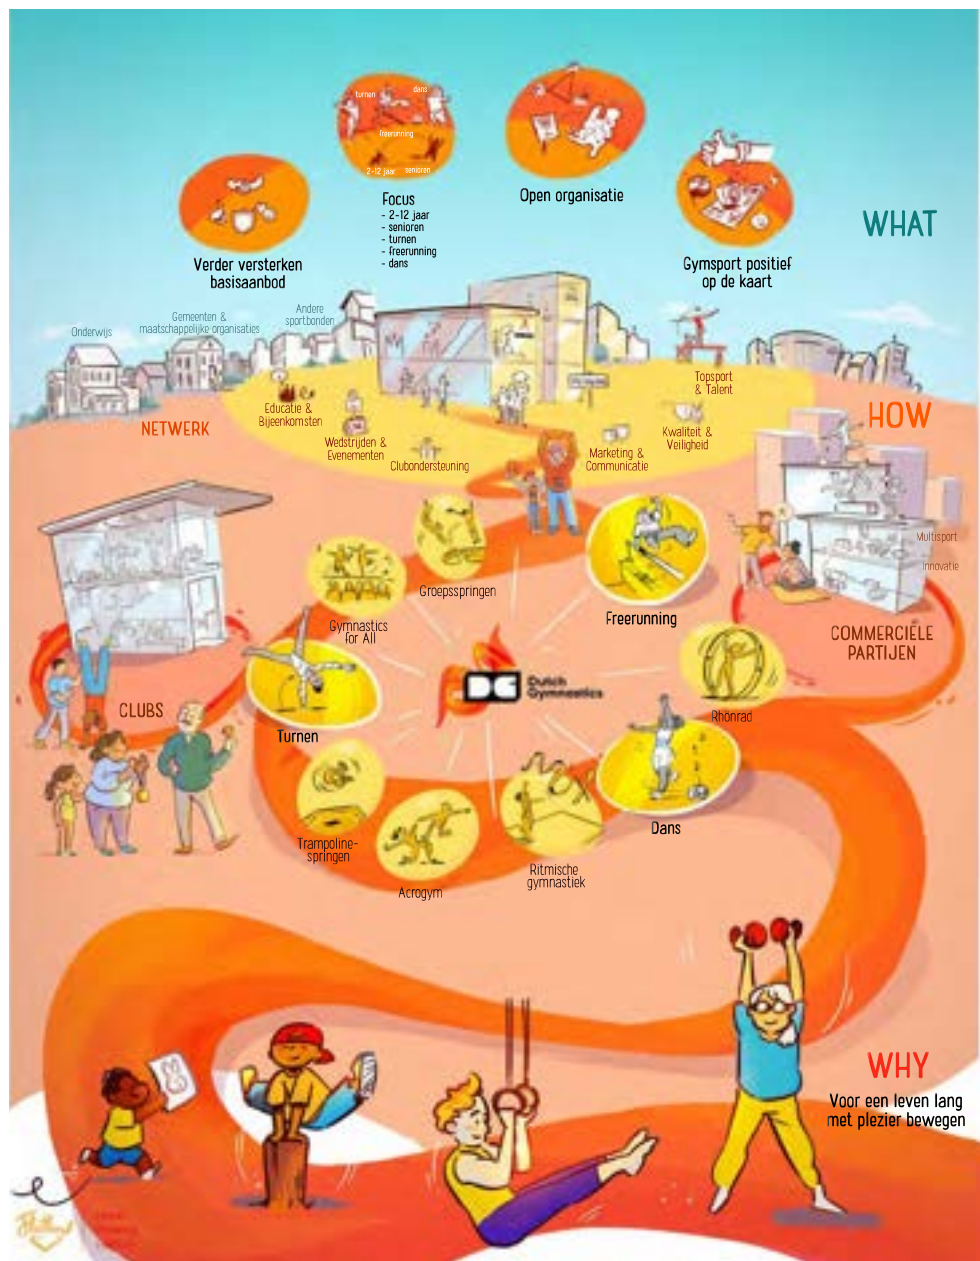 turnen
dans
freerunning
2-12 jaar
senioren
Focus
- 2-12 jaar
- senioren
- turnen
- freerunning
- dans
Open organisatie
WHAT
Verder versterken
basisaanbod
Gymsport positief
op de kaart
Onderwijs
Gemeenten &
maatschappelijke organisaties
Andere
sportbonden
Topsport
& Talent
NETWERK
Educatie &
Bijeenkomsten
Wedstrijden &
Evenementen
Clubondersteuning
Marketing &
Communicatie
Kwaliteit &
Veiligheid
HOW
Multisport
Innovatie
Groepsspringen
Gymnastics
for All
Freerunning
COMMERCIËLE
PARTIJEN
Dutch
Gymnastics
CLUBS
Turnen
Rhönrad
Dans
Trampoline-
springen
Acrogym
Ritmische
gymnastiek
WHY
Voor een leven lang
met plezier bewegen